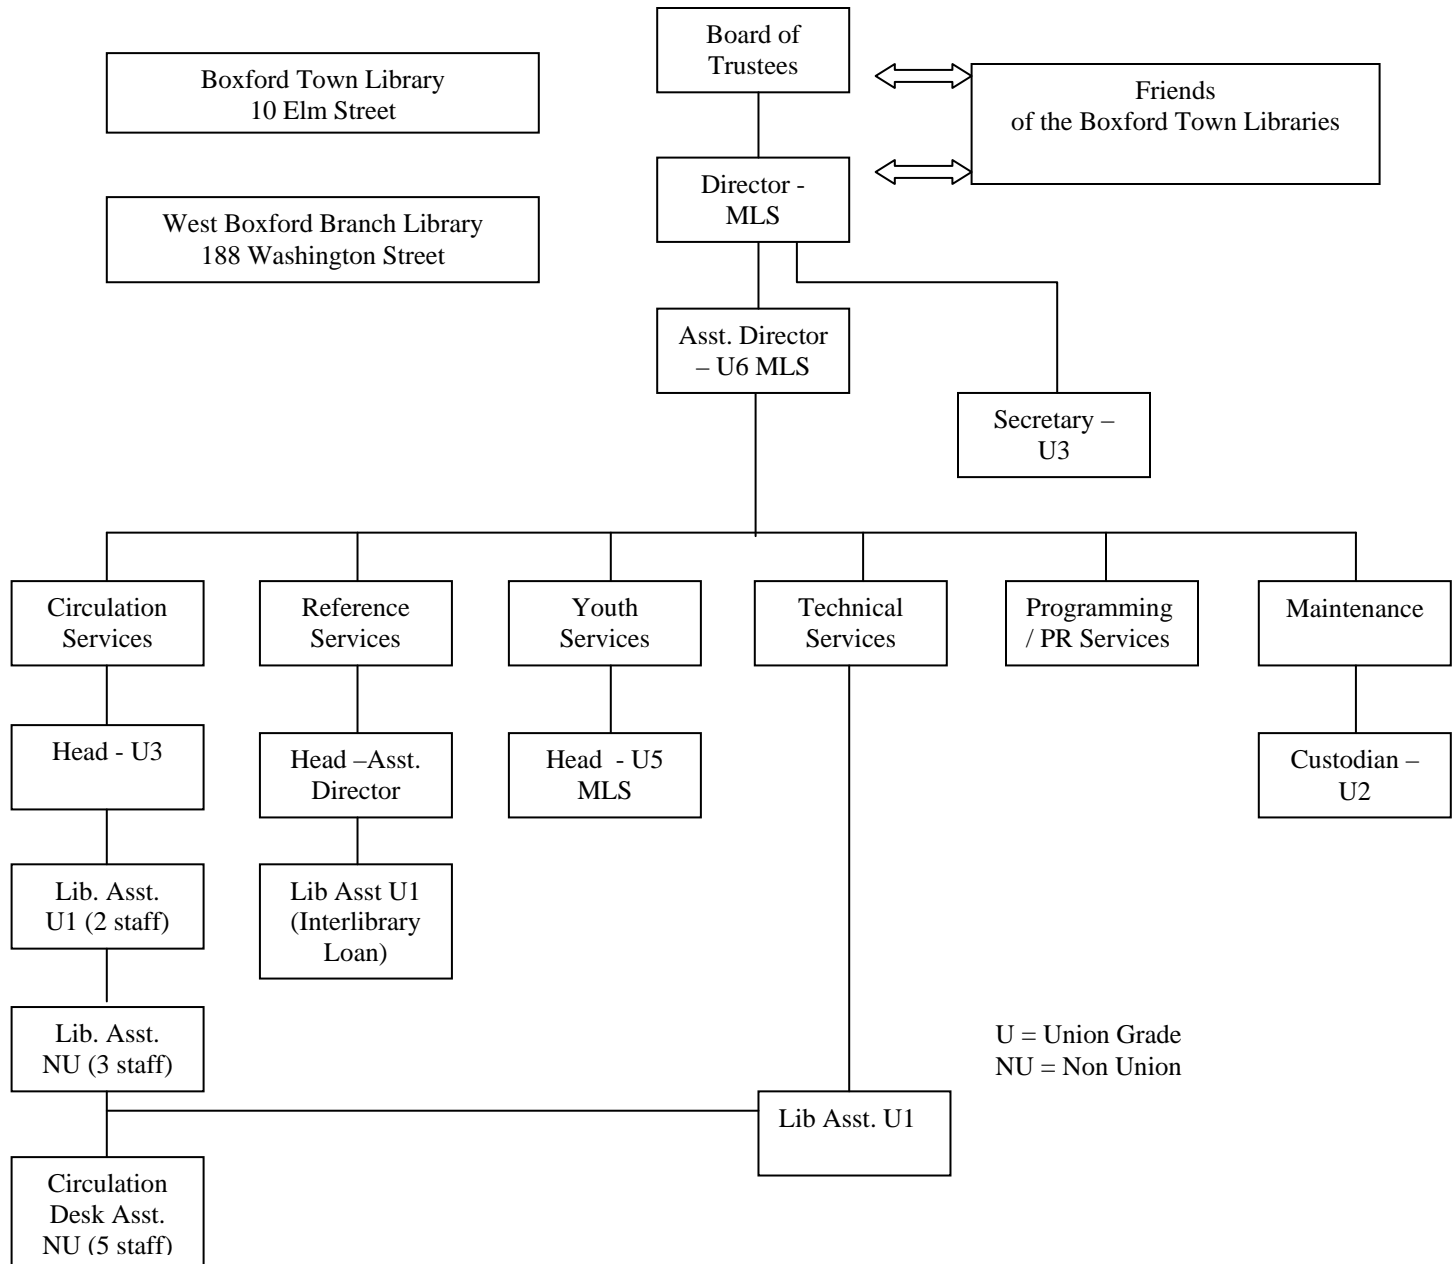 Board of
Trustees
Boxford Town Library
10 Elm Street
Friends
of the Boxford Town Libraries
Director -
MLS
West Boxford Branch Library
188 Washington Street
Asst. Director
– U6 MLS
Secretary –
U3
Circulation
Services
Reference
Services
Youth
Services
Technical
Services
Programming
/ PR Services
Maintenance
Head - U3
Head –Asst.
Director
Head  - U5
MLS
Custodian –
U2
Lib. Asst.
U1 (2 staff)
Lib Asst U1
(Interlibrary
Loan)
Lib. Asst.
NU (3 staff)
U = Union Grade
NU = Non Union
Lib Asst. U1
Circulation
Desk Asst.
NU (5 staff)